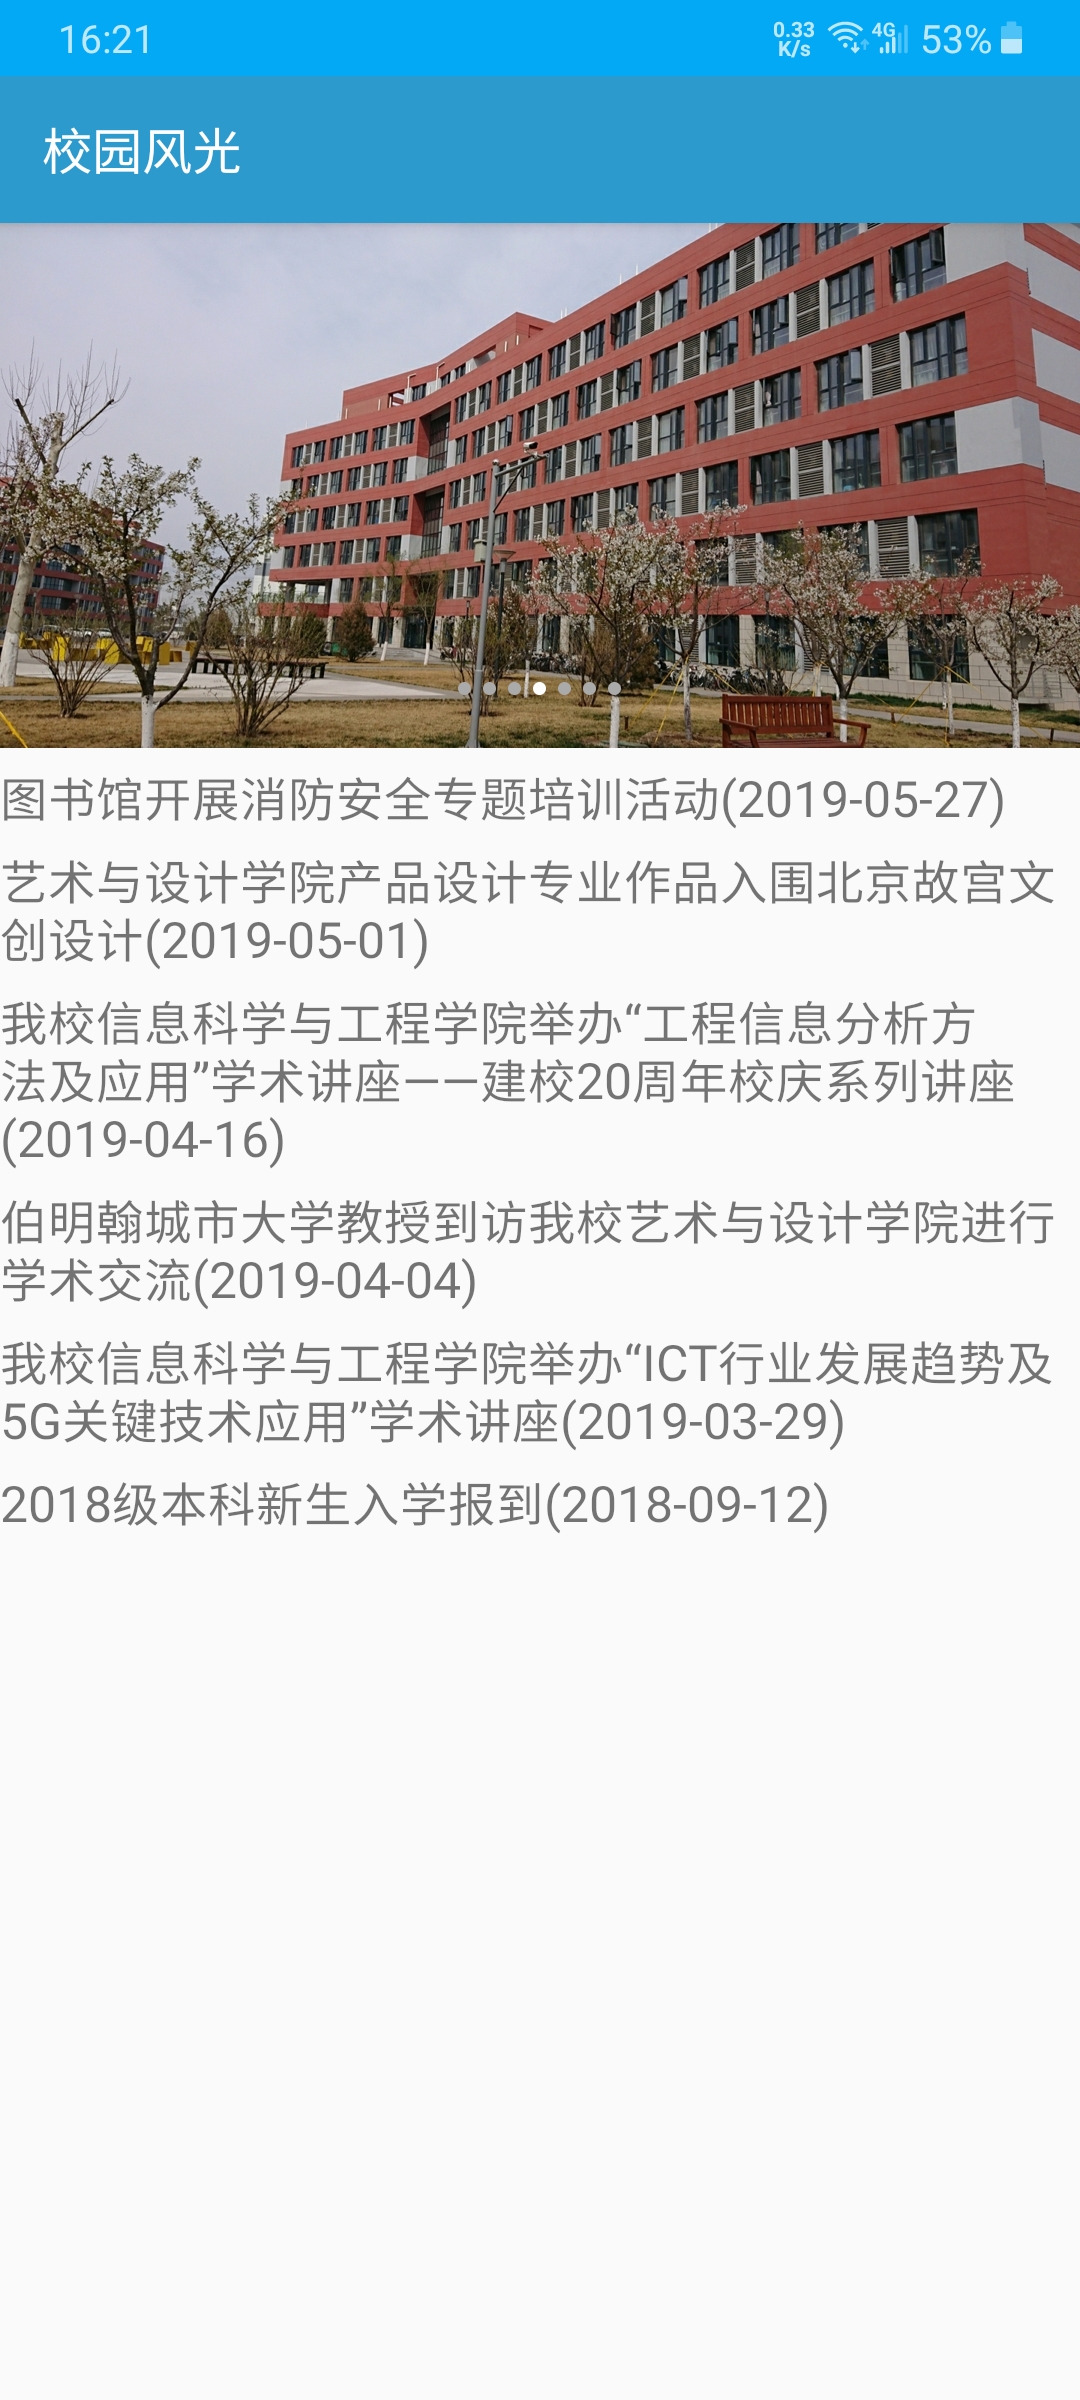 16:21
0.33
K/s
4G
53%
校园风光
图书馆开展消防安全专题培训活动(2019-05-27)
艺术与设计学院产品设计专业作品入围北京故宫文
创设计(2019-05-01)
我校信息科学与工程学院举办“工程信息分析方
法及应用”学术讲座——建校20周年校庆系列讲座
(2019-04-16)
伯明翰城市大学教授到访我校艺术与设计学院进行
学术交流(2019-04-04)
我校信息科学与工程学院举办“ICT行业发展趋势及
5G关键技术应用”学术讲座(2019-03-29)
2018级本科新生入学报到(2018-09-12)